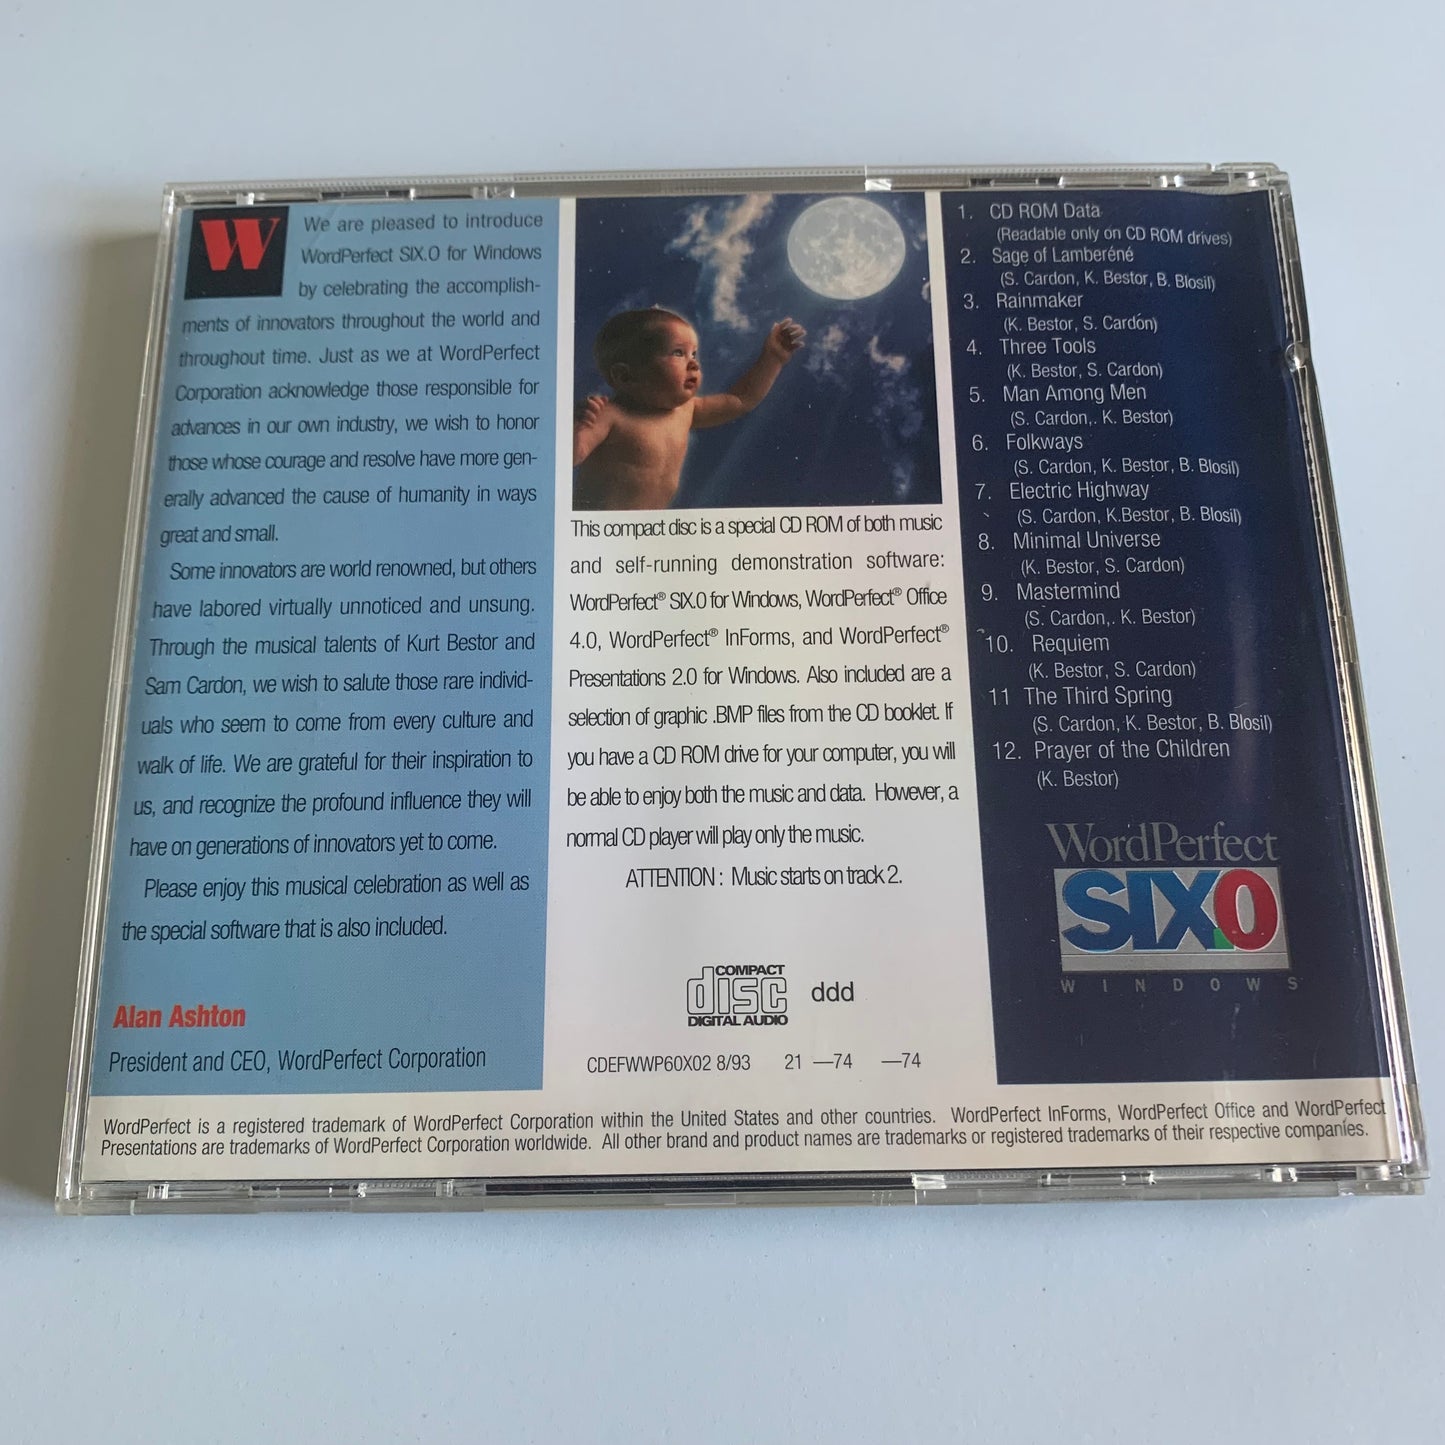 W
We are pleased to introduce
WordPerfect SIX.0 for Windows
by celebrating the accomplish-
ments of innovators throughout the world and
throughout time. Just as we at WordPerfect
Corporation acknowledge those responsible for
advances in our own industry, we wish to honor
those whose courage and resolve have more gen-
erally advanced the cause of humanity in ways
great and small.
Some innovators are world renowned, but others
have labored virtually unnoticed and unsung.
Through the musical talents of Kurt Bestor and
Sam Cardon, we wish to salute those rare individ-
uals who seem to come from every culture and
walk of life. We are grateful for their inspiration to
us, and recognize the profound influence they will
have on generations of innovators yet to come.
Please enjoy this musical celebration as well as
the special software that is also included.
Alan Ashton
President and CEO, WordPerfect Corporation
This compact disc is a special CD ROM of both music
and self-running demonstration software:
WordPerfect® SIX.0 for Windows, WordPerfect® Office
4.0, WordPerfect® InForms, and WordPerfect®
Presentations 2.0 for Windows. Also included are a
selection of graphic .BMP files from the CD booklet. If
you have a CD ROM drive for your computer, you will
be able to enjoy both the music and data. However, a
normal CD player will play only the music.
ATTENTION : Music starts on track 2.
COMPACT
disc
DIGITAL AUDIO
ddd
CDEFWWP60X02 8/93 21 —74 —74
1. CD ROM Data
(Readable only on CD ROM drives)
2. Sage of Lamberéné
(S. Cardon, K. Bestor, B. Blosil)
3. Rainmaker
(K. Bestor, S. Cardon)
4. Three Tools
(K. Bestor, S. Cardon)
5. Man Among Men
(S. Cardon,. K. Bestor)
6. Folkways
(S. Cardon, K. Bestor, B. Blosil)
7. Electric Highway
(S. Cardon, K.Bestor, B. Blosil)
8. Minimal Universe
(K. Bestor, S. Cardon)
9. Mastermind
(S. Cardon,. K. Bestor)
10. Requiem
(K. Bestor, S. Cardon)
11 The Third Spring
(S. Cardon, K. Bestor, B. Blosil)
12. Prayer of the Children
(K. Bestor)
WordPerfect
SIX.0
WINDOWS
WordPerfect is a registered trademark of WordPerfect Corporation within the United States and other countries. WordPerfect InForms, WordPerfect Office and WordPerfect
Presentations are trademarks of WordPerfect Corporation worldwide. All other brand and product names are trademarks or registered trademarks of their respective companies.